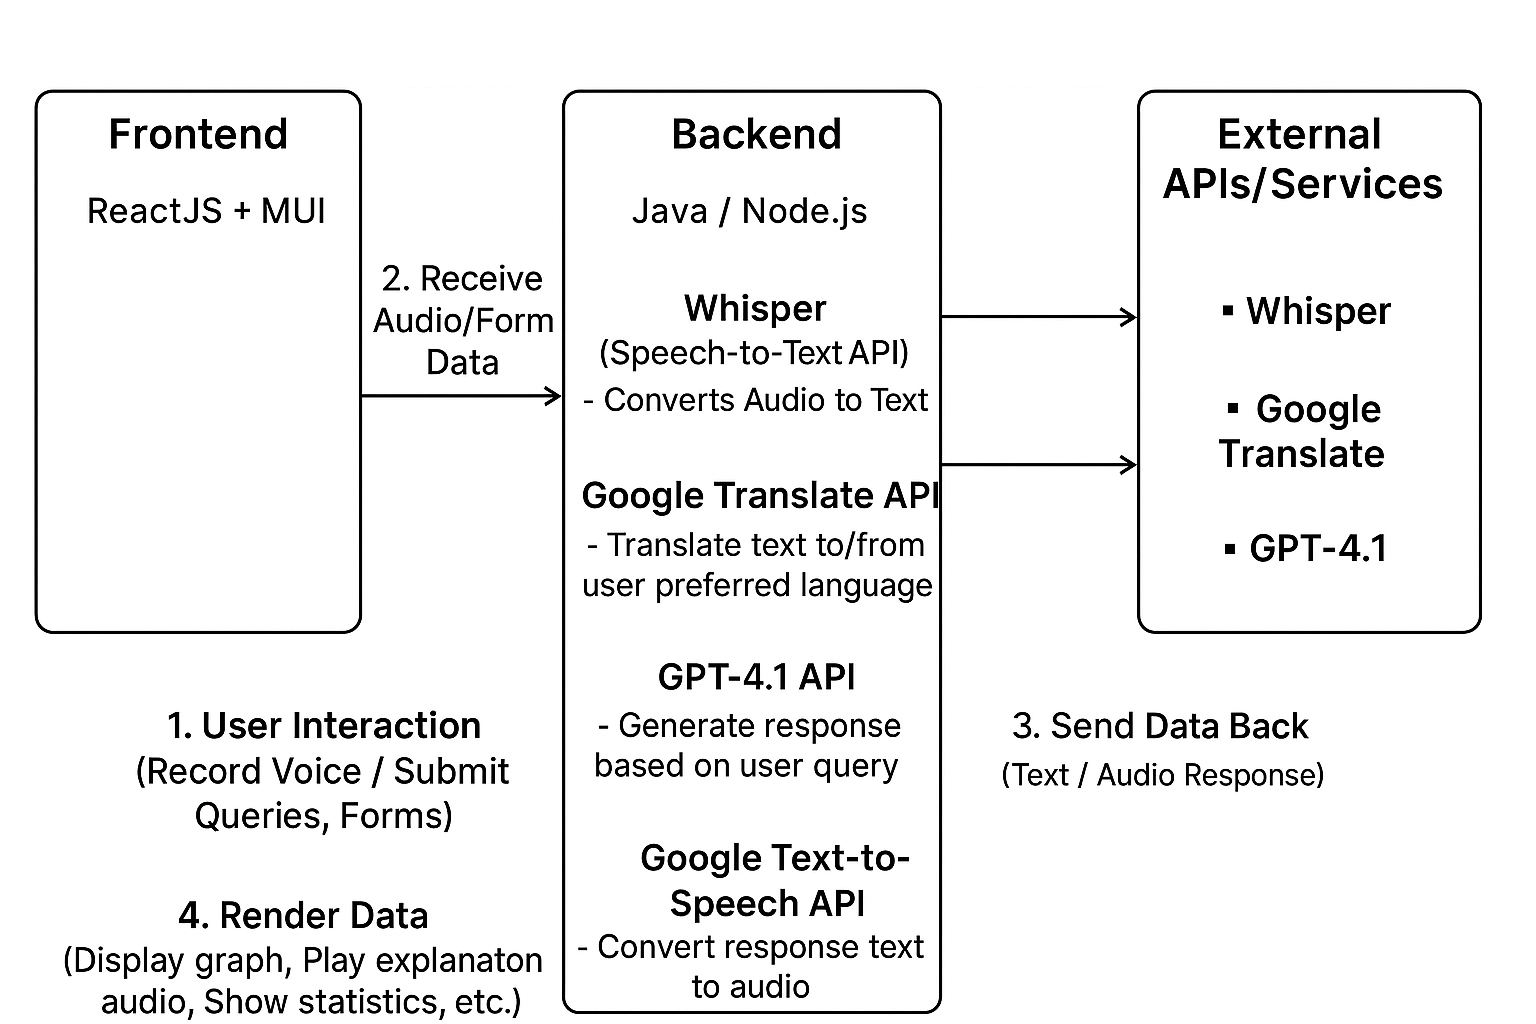 Frontend
ReactJS + MUI
2. Receive
Audio/Form
Data
Backend
Java / Node.js
Whisper
(Speech-to-Text API)
- Converts Audio to Text
Google Translate API
- Translate text to/from
user preferred language
GPT-4.1 API
- Generate response
based on user query
Google Text-to-
Speech API
- Convert response text
to audio
External
APIs/Services
▪ Whisper
▪ Google
Translate
▪ GPT-4.1
1. User Interaction
(Record Voice / Submit
Queries, Forms)
3. Send Data Back
(Text / Audio Response)
4. Render Data
(Display graph, Play explanaton
audio, Show statistics, etc.)